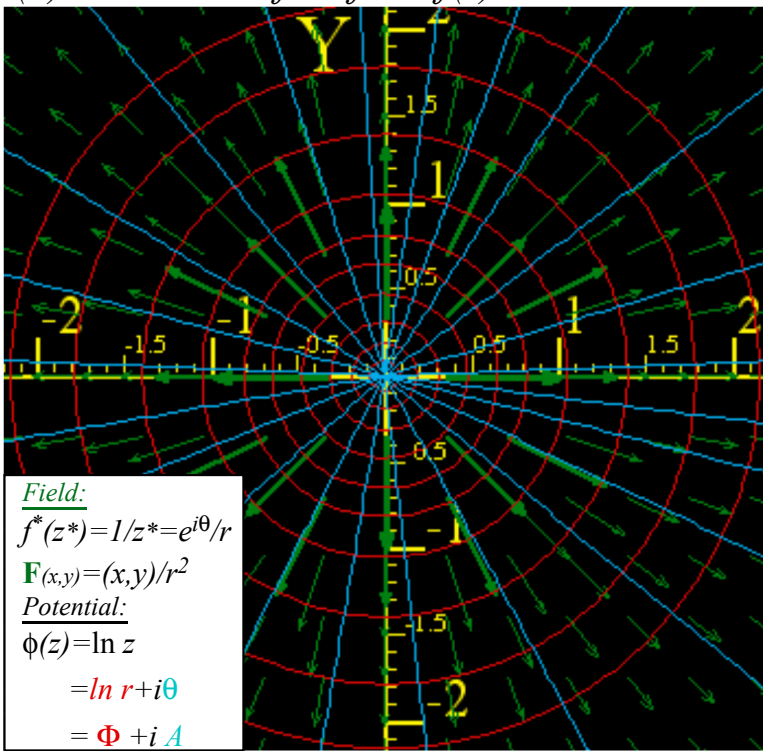 Y
2
1.5
1
0.5
-2
-1.5
-1
-0.5
0.5
1
1.5
2
-0.5
-1
-1.5
-2
Field:
f*(z*)=1/z*=e^iθ/r
F(x,y)=(x,y)/r²
Potential:
ϕ(z)=ln z
=ln r+iθ
= Φ +i A